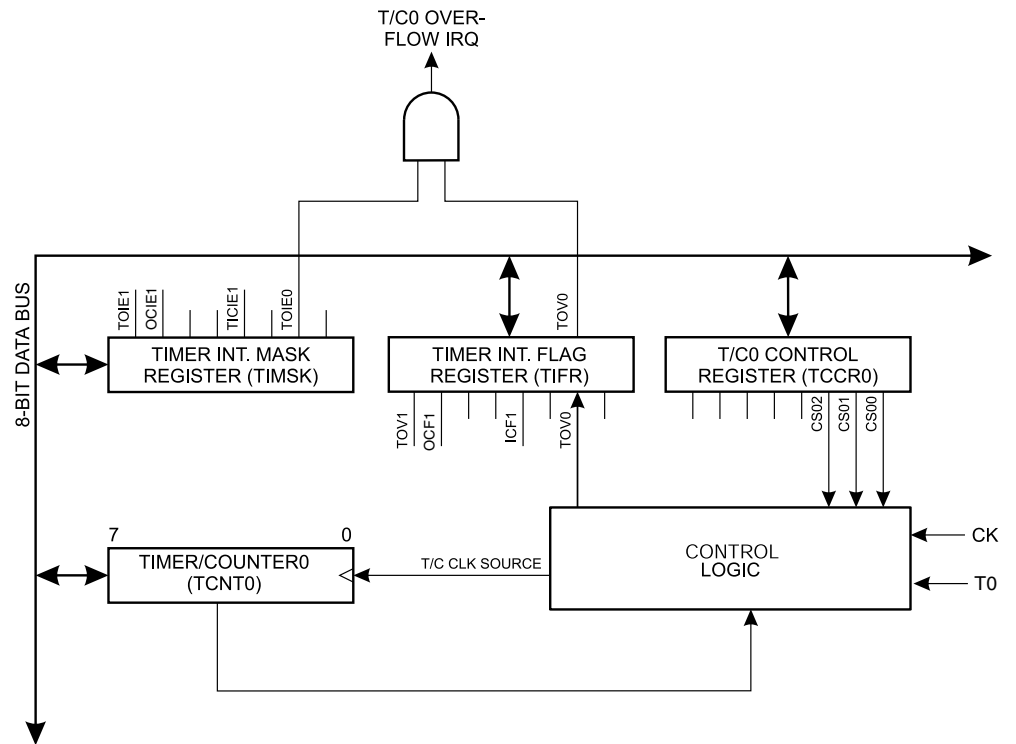 T/C0 OVER-
FLOW IRQ
8-BIT DATA BUS
TOIE1
OCIE1
TICIE1
TOIE0
TOV0
TIMER INT. MASK
REGISTER (TIMSK)
TIMER INT. FLAG
REGISTER (TIFR)
T/C0 CONTROL
REGISTER (TCCR0)
TOV1
OCF1
ICF1
TOV0
CS02
CS01
CS00
7
0
TIMER/COUNTER0
(TCNT0)
T/C CLK SOURCE
CONTROL
LOGIC
CK
T0